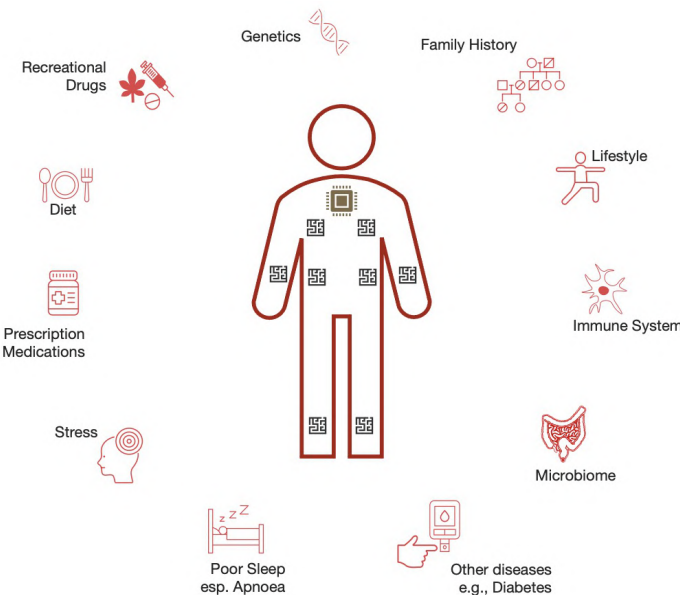 Genetics
Family History
Recreational
Drugs
Lifestyle
Diet
Immune System
Prescription
Medications
Stress
Microbiome
z z Z
Poor Sleep
esp. Apnoea
Other diseases
e.g., Diabetes